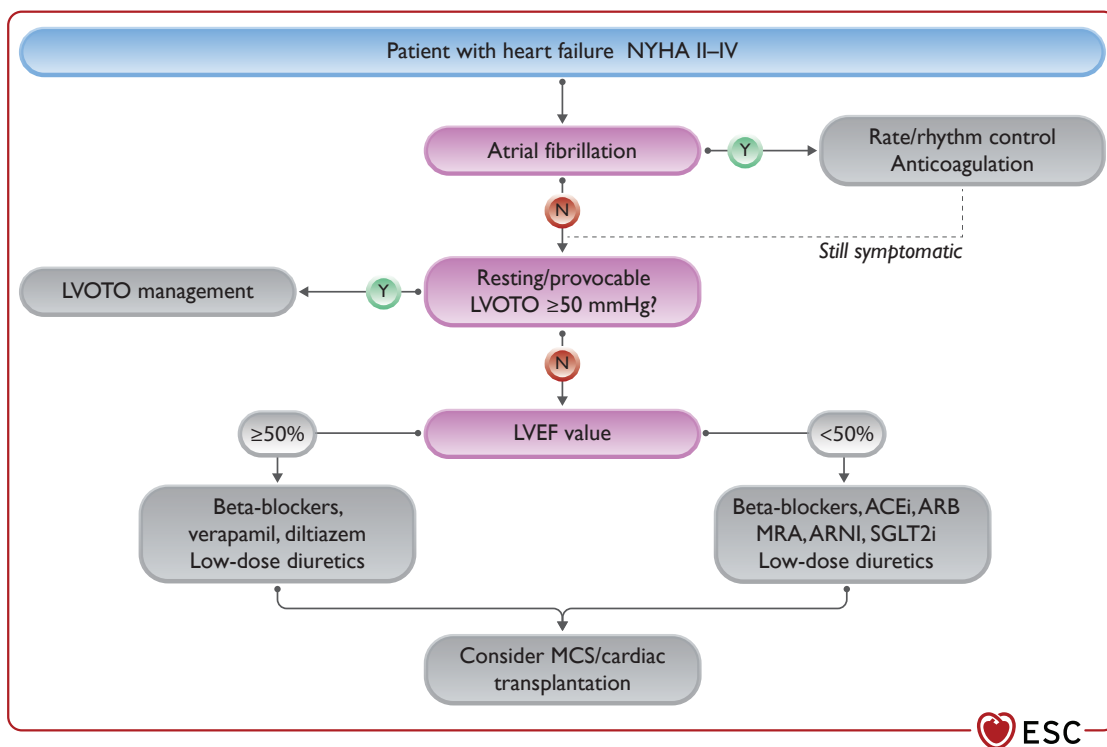 Patient with heart failure NYHA II–IV
Atrial fibrillation
Y
Rate/rhythm control
Anticoagulation
N
Still symptomatic
LVOTO management
Y
Resting/provocable
LVOTO ≥50 mmHg?
N
≥50%
LVEF value
<50%
Beta-blockers,
verapamil, diltiazem
Low-dose diuretics
Beta-blockers, ACEi, ARB
MRA, ARNI, SGLT2i
Low-dose diuretics
Consider MCS/cardiac
transplantation
ESC